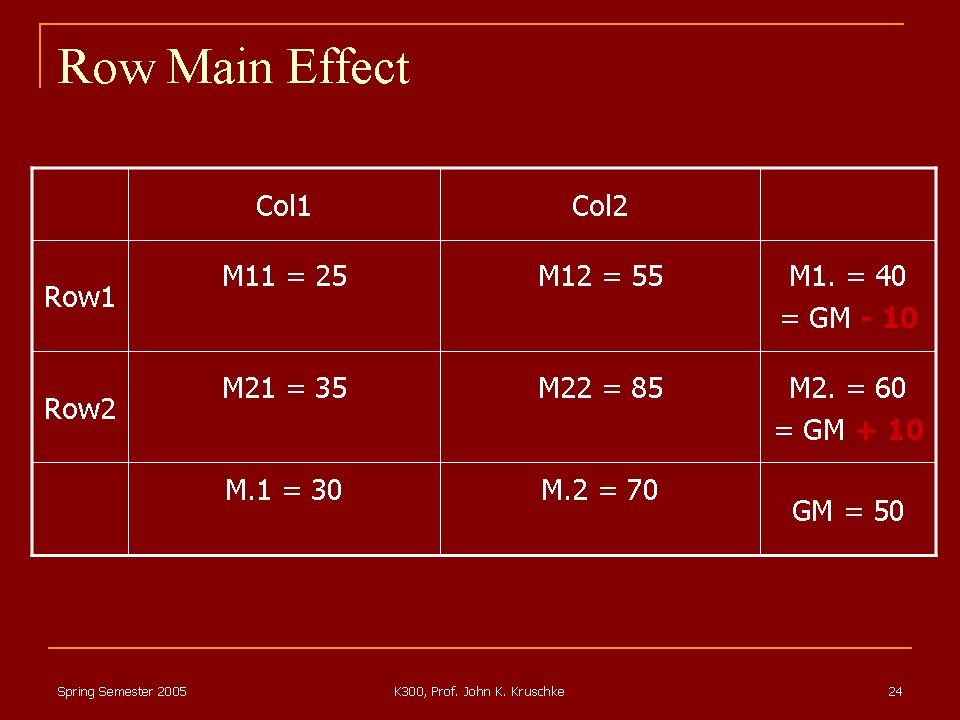 Row Main Effect
Col1 Col2
Row1 M11 = 25 M12 = 55 M1. = 40
= GM - 10
Row2 M21 = 35 M22 = 85 M2. = 60
= GM + 10
M.1 = 30 M.2 = 70 GM = 50
Spring Semester 2005 K300, Prof. John K. Kruschke 24